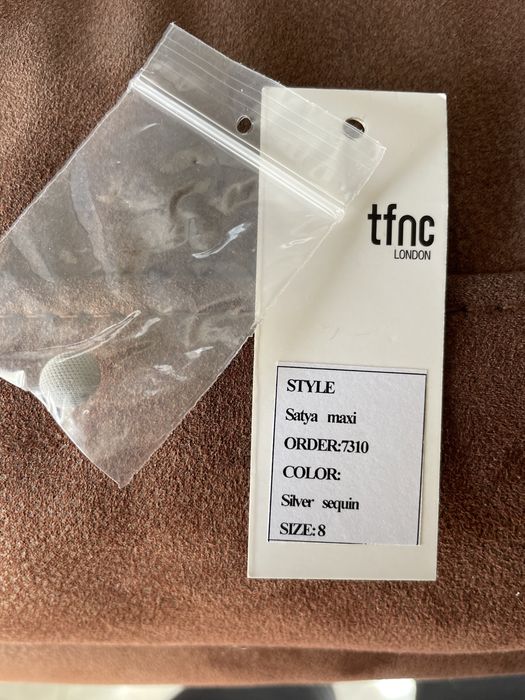 tfnc
LONDON
STYLE
Satya maxi
ORDER:7310
COLOR:
Silver sequin
SIZE: 8